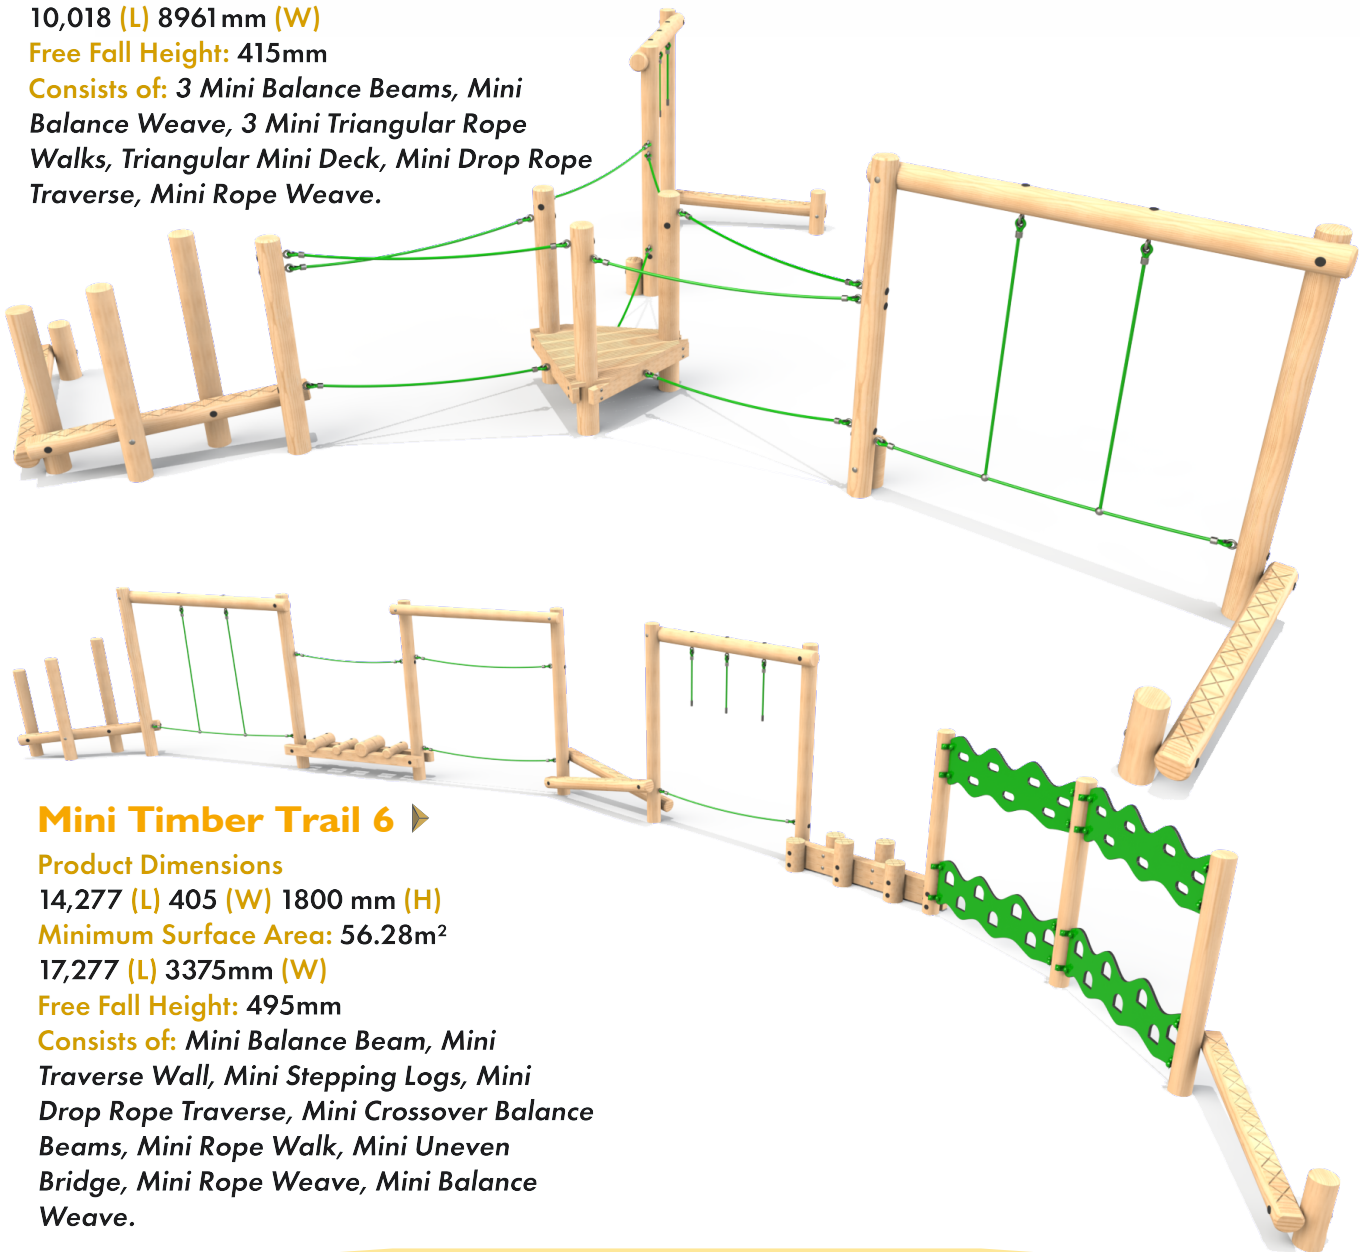 10,018 (L) 8961mm (W)
Free Fall Height: 415mm
Consists of: 3 Mini Balance Beams, Mini
Balance Weave, 3 Mini Triangular Rope
Walks, Triangular Mini Deck, Mini Drop Rope
Traverse, Mini Rope Weave.
Mini Timber Trail 6
Product Dimensions
14,277 (L) 405 (W) 1800 mm (H)
Minimum Surface Area: 56.28m²
17,277 (L) 3375mm (W)
Free Fall Height: 495mm
Consists of: Mini Balance Beam, Mini
Traverse Wall, Mini Stepping Logs, Mini
Drop Rope Traverse, Mini Crossover Balance
Beams, Mini Rope Walk, Mini Uneven
Bridge, Mini Rope Weave, Mini Balance
Weave.